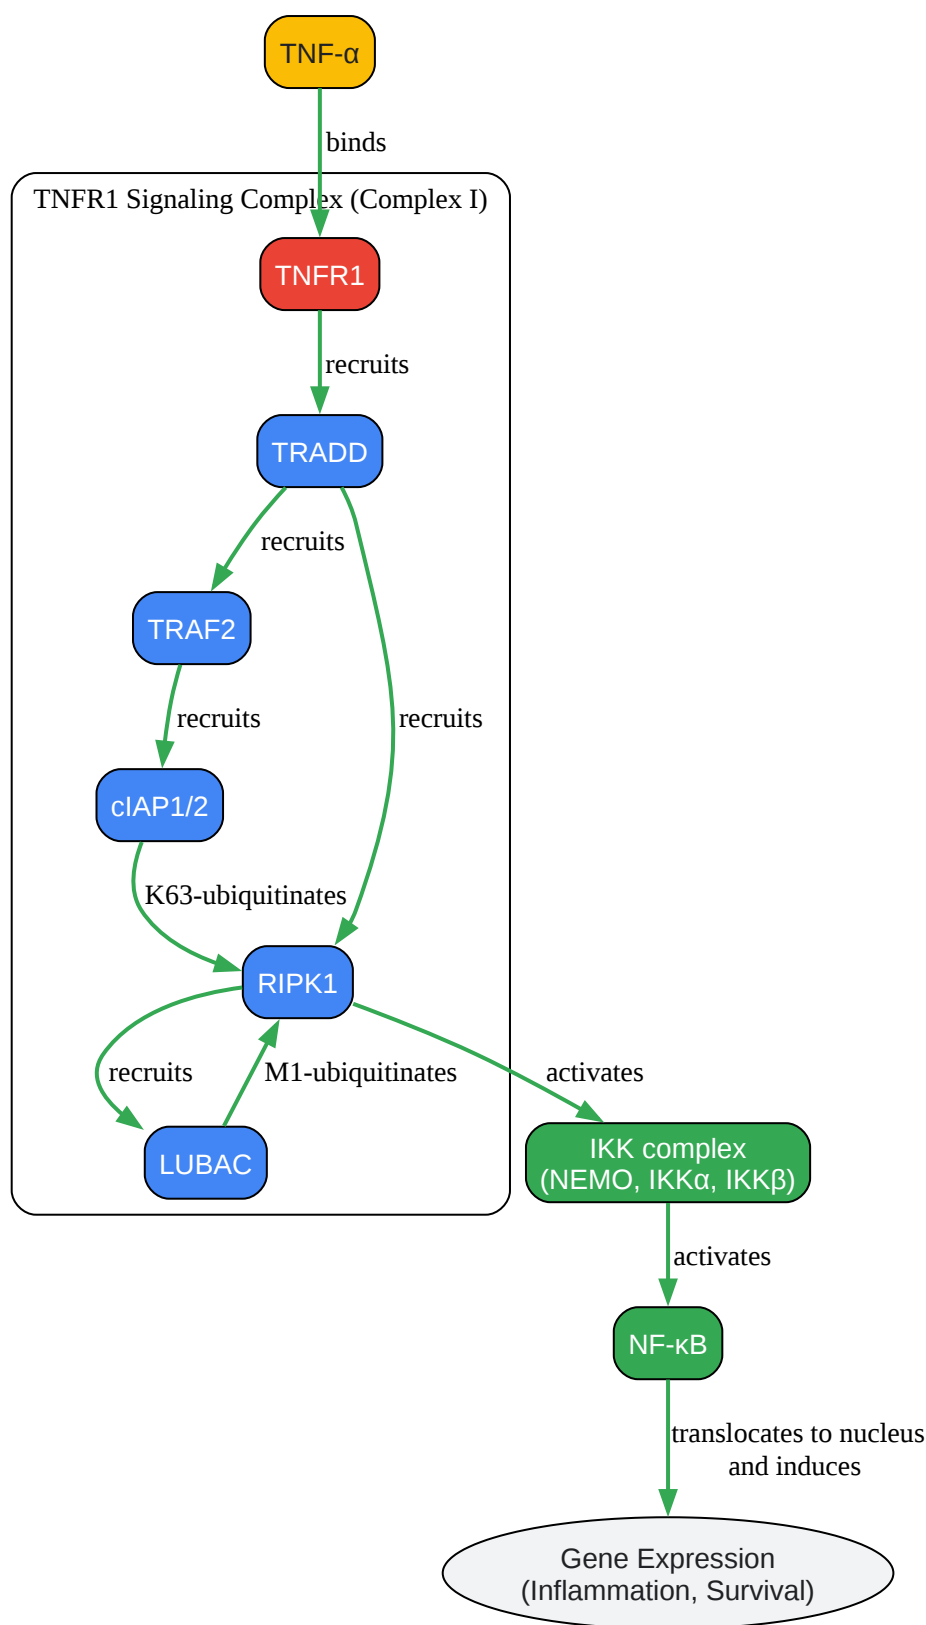 TNF-α
binds
TNFR1 Signaling Complex (Complex I)
TNFR1
recruits
TRADD
recruits
TRAF2
recruits
recruits
cIAP1/2
K63-ubiquitinates
RIPK1
recruits
M1-ubiquitinates
activates
LUBAC
IKK complex
(NEMO, IKKα, IKKβ)
activates
NF-κB
translocates to nucleus
and induces
Gene Expression
(Inflammation, Survival)